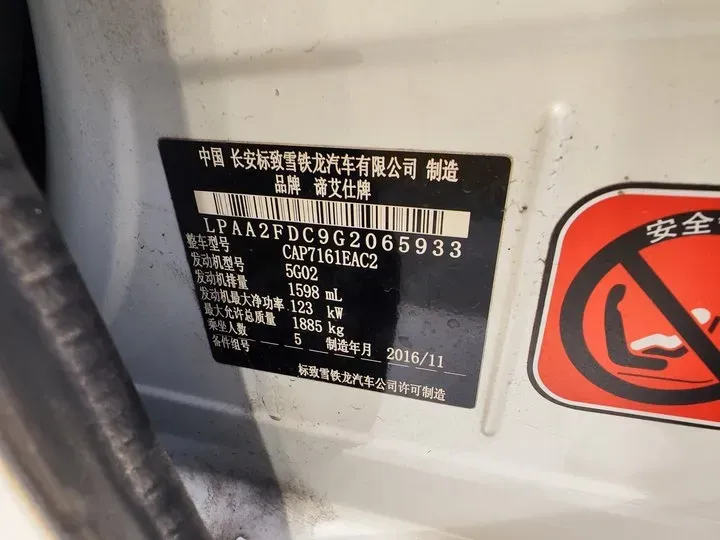 中国 长安标致雪铁龙汽车有限公司 制造
品牌 谛艾仕牌
LPAA2FDC9G2065933
整车型号 CAP7161EAC2
发动机型号 5G02
发动机排量 1598 mL
发动机最大净功率 123 kW
最大允许总质量 1885 kg
乘坐人数 5 制造年月 2016/11
备件组号
标致雪铁龙汽车公司许可制造
安全